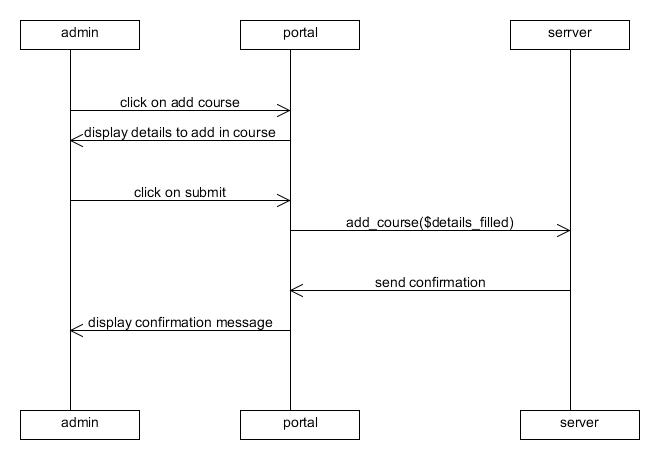 admin
portal
serrver
click on add course
display details to add in course
click on submit
add_course($details_filled)
send confirmation
display confirmation message
admin
portal
server